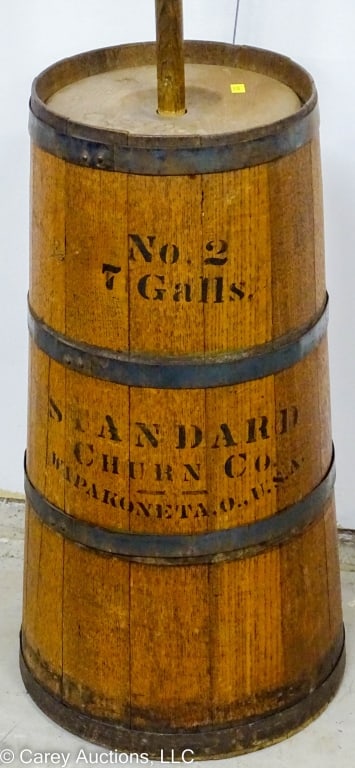 No. 2
7 Galls.
STANDARD
CHURN CO.
WAPAKONETA, O., U.S.A.
© Carey Auctions, LLC